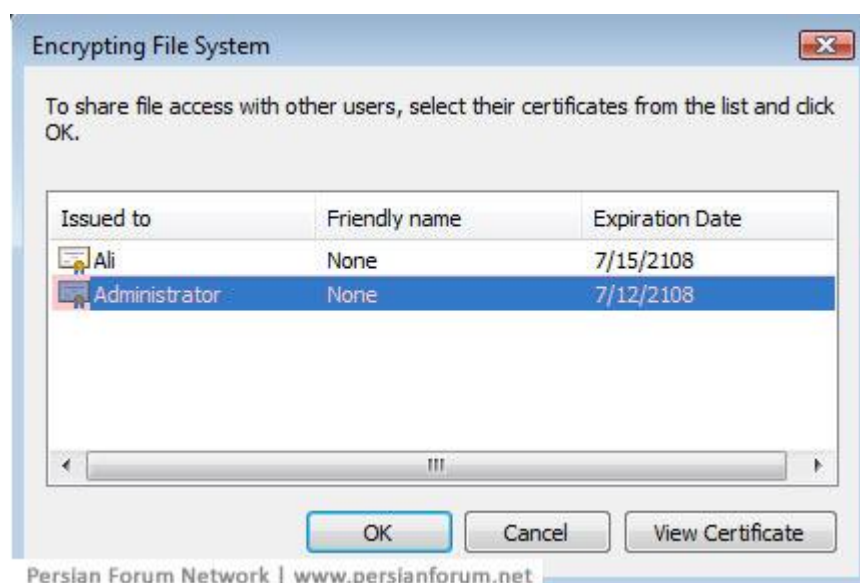 Encrypting File System
To share file access with other users, select their certificates from the list and click
OK.
Issued to Friendly name Expiration Date
Ali None 7/15/2108
Administrator None 7/12/2108
OK Cancel View Certificate
Persian Forum Network | www.persianforum.net